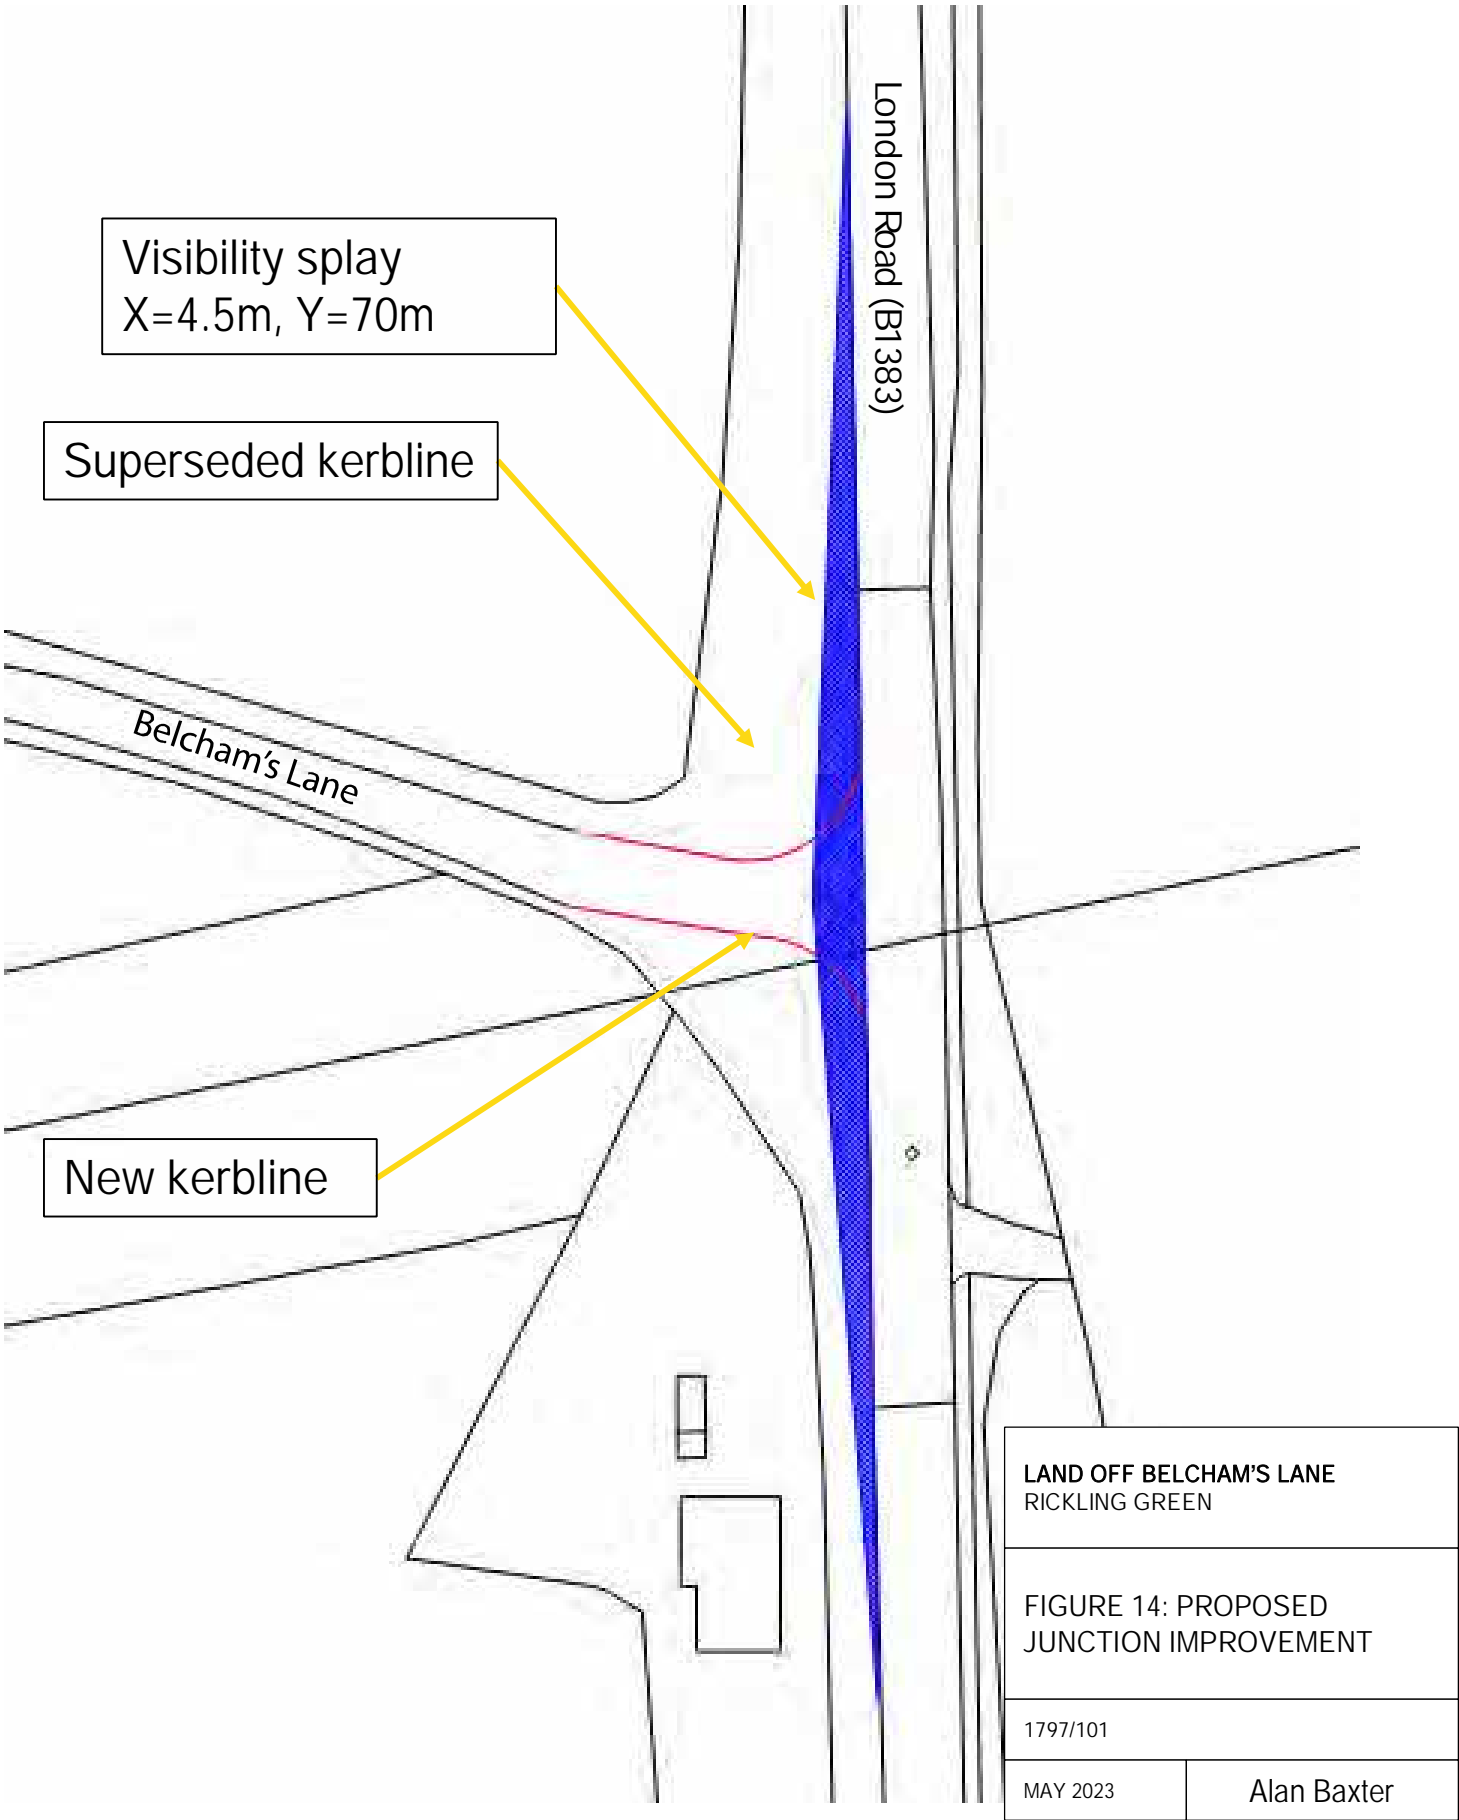 London Road (B1383)
Visibility splay
X=4.5m, Y=70m
Superseded kerbline
Belcham's Lane
New kerbline
LAND OFF BELCHAM'S LANE
RICKLING GREEN
FIGURE 14: PROPOSED
JUNCTION IMPROVEMENT
1797/101
MAY 2023
Alan Baxter